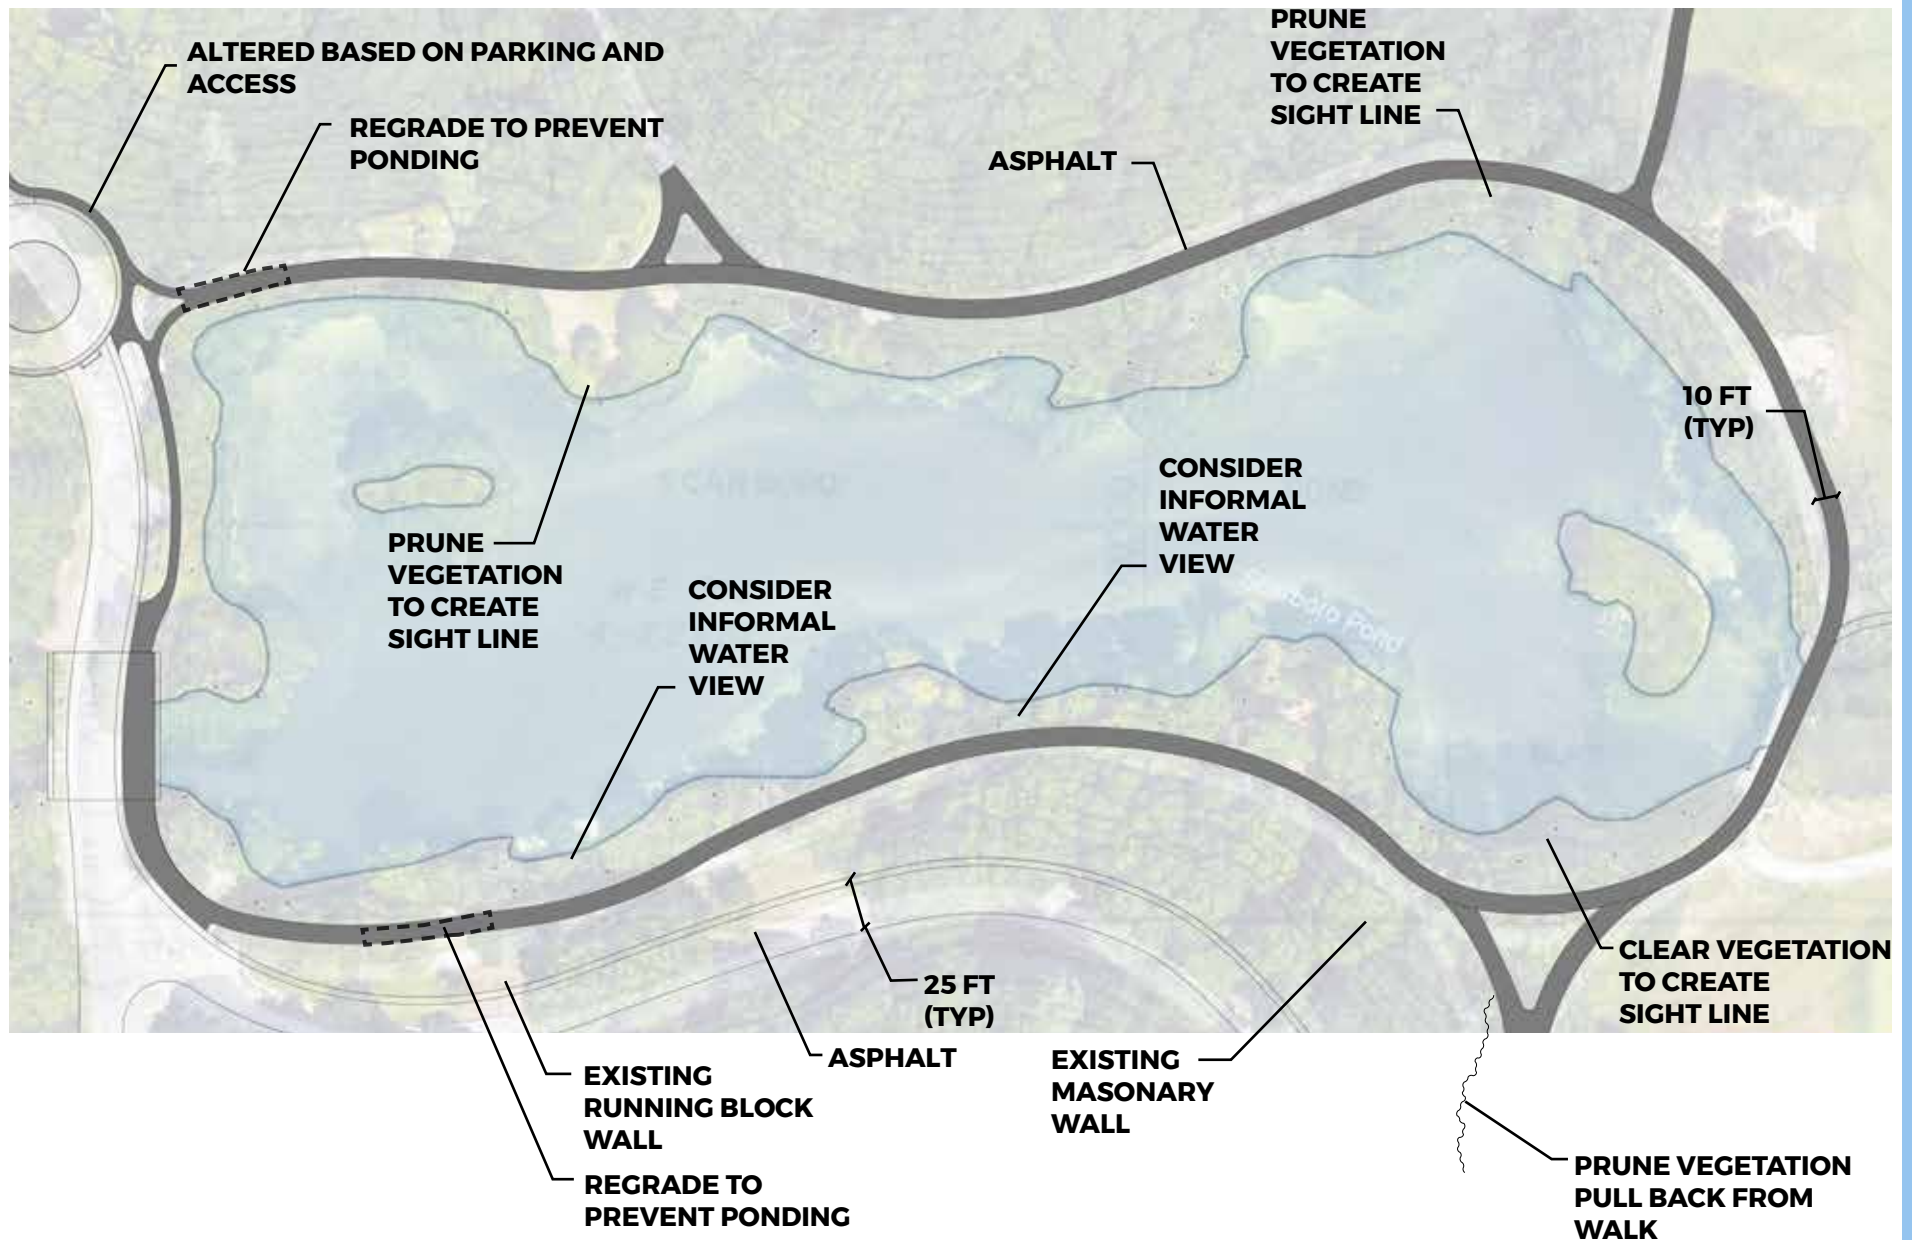 PRUNE
VEGETATION
TO CREATE
SIGHT LINE
ALTERED BASED ON PARKING AND
ACCESS
REGRADE TO PREVENT
PONDING
ASPHALT
10 FT
(TYP)
CONSIDER
INFORMAL
WATER
VIEW
PRUNE
VEGETATION
TO CREATE
SIGHT LINE
CONSIDER
INFORMAL
WATER
VIEW
Pond
CLEAR VEGETATION
TO CREATE
SIGHT LINE
25 FT
(TYP)
ASPHALT
EXISTING
MASONARY
WALL
EXISTING
RUNNING BLOCK
WALL
REGRADE TO
PREVENT PONDING
PRUNE VEGETATION
PULL BACK FROM
WALK